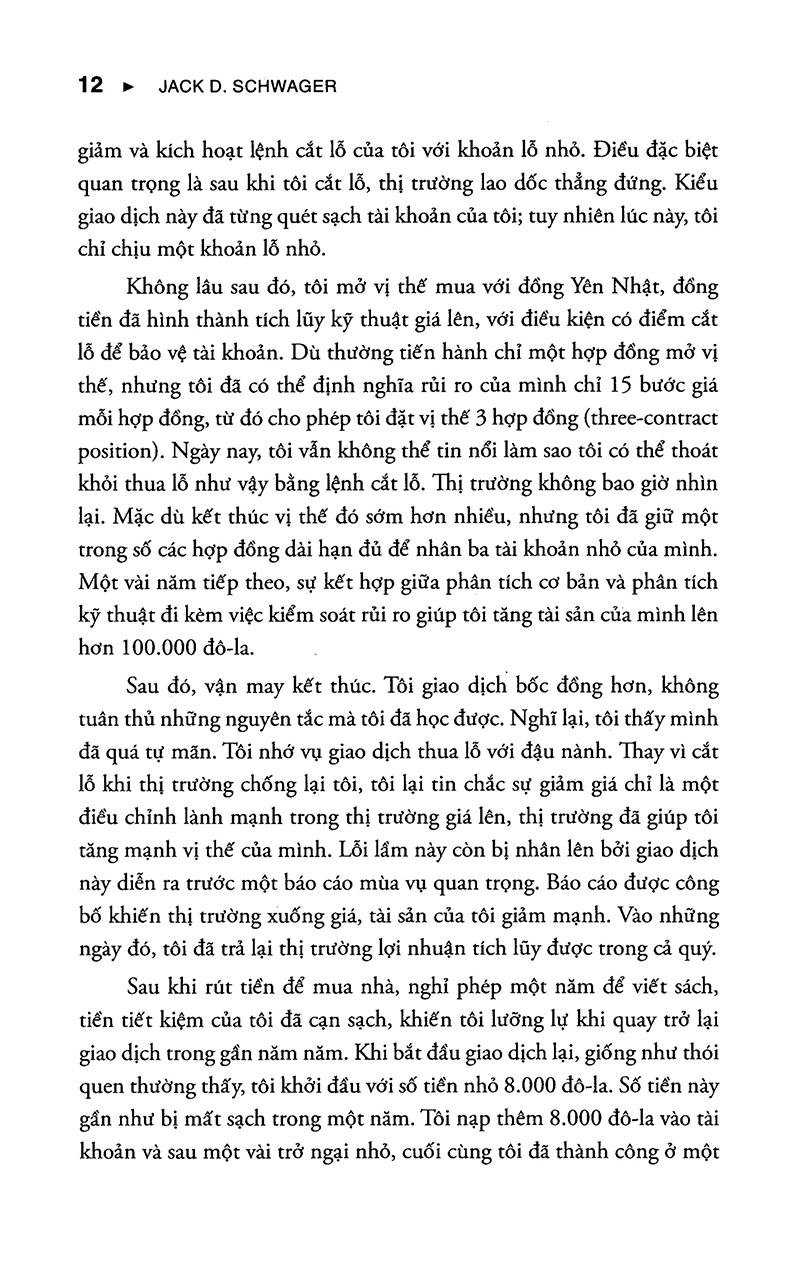 12 ► JACK D. SCHWAGER
giảm và kích hoạt lệnh cắt lỗ của tôi với khoản lỗ nhỏ. Điều đặc biệt
quan trọng là sau khi tôi cắt lỗ, thị trường lao dốc thẳng đứng. Kiểu
giao dịch này đã từng quét sạch tài khoản của tôi; tuy nhiên lúc này, tôi
chỉ chịu một khoản lỗ nhỏ.
Không lâu sau đó, tôi mở vị thế mua với đồng Yên Nhật, đồng
tiền đã hình thành tích lũy kỹ thuật giá lên, với điều kiện có điểm cắt
lỗ để bảo vệ tài khoản. Dù thường tiến hành chỉ một hợp đồng mở vị
thế, nhưng tôi đã có thể định nghĩa rủi ro của mình chỉ 15 bước giá
mỗi hợp đồng, từ đó cho phép tôi đặt vị thế 3 hợp đồng (three-contract
position). Ngày nay, tôi vẫn không thể tin nổi làm sao tôi có thể thoát
khỏi thua lỗ như vậy bằng lệnh cắt lỗ. Thị trường không bao giờ nhìn
lại. Mặc dù kết thúc vị thế đó sớm hơn nhiều, nhưng tôi đã giữ một
trong số các hợp đồng dài hạn đủ để nhân ba tài khoản nhỏ của mình.
Một vài năm tiếp theo, sự kết hợp giữa phân tích cơ bản và phân tích
kỹ thuật đi kèm việc kiểm soát rủi ro giúp tôi tăng tài sản của mình lên
hơn 100.000 đô-la.
Sau đó, vận may kết thúc. Tôi giao dịch bốc đồng hơn, không
tuân thủ những nguyên tắc mà tôi đã học được. Nghĩ lại, tôi thấy mình
đã quá tự mãn. Tôi nhớ vụ giao dịch thua lỗ với đậu nành. Thay vì cắt
lỗ khi thị trường chống lại tôi, tôi lại tin chắc sự giảm giá chỉ là một
điều chỉnh lành mạnh trong thị trường giá lên, thị trường đã giúp tôi
tăng mạnh vị thế của mình. Lỗi lầm này còn bị nhân lên bởi giao dịch
này diễn ra trước một báo cáo mùa vụ quan trọng. Báo cáo được công
bố khiến thị trường xuống giá, tài sản của tôi giảm mạnh. Vào những
ngày đó, tôi đã trả lại thị trường lợi nhuận tích lũy được trong cả quý.
Sau khi rút tiền để mua nhà, nghỉ phép một năm để viết sách,
tiền tiết kiệm của tôi đã cạn sạch, khiến tôi lưỡng lự khi quay trở lại
giao dịch trong gần năm năm. Khi bắt đầu giao dịch lại, giống như thói
quen thường thấy, tôi khởi đầu với số tiền nhỏ 8.000 đô-la. Số tiền này
gần như bị mất sạch trong một năm. Tôi nạp thêm 8.000 đô-la vào tài
khoản và sau một vài trở ngại nhỏ, cuối cùng tôi đã thành công ở một